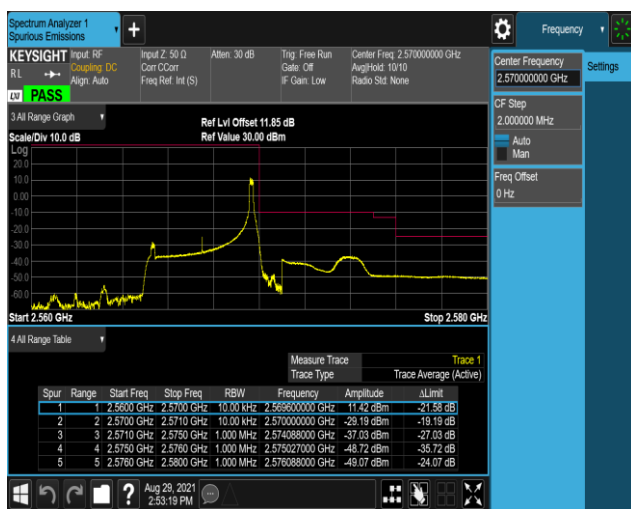 Spectrum Analyzer 1
Spurious Emissions
+
Frequency
KEYSIGHT Input: RF Input Z: 50 Ω Atten: 30 dB Trig: Free Run Center Freq: 2.570000000 GHz
RL Coupling: DC Corr CCorr Gate: Off Avg|Hold: 10/10
Align: Auto Freq Ref: Int (S) IF Gain: Low Radio Std: None
LXI PASS
Center Frequency
2.570000000 GHz
Settings
CF Step
2.000000 MHz
Auto
Man
Freq Offset
0 Hz
3 All Range Graph
Ref Lvl Offset 11.85 dB
Scale/Div 10.0 dB Ref Value 30.00 dBm
Log
20.0
10.0
0.00
-10.0
-20.0
-30.0
-40.0
-50.0
-60.0
Start 2.560 GHz Stop 2.580 GHz
4 All Range Table
Measure Trace Trace 1
Trace Type Trace Average (Active)
Spur Range Start Freq Stop Freq RBW Frequency Amplitude ΔLimit
1 1 2.5600 GHz 2.5700 GHz 10.00 kHz 2.569600000 GHz 11.42 dBm -21.58 dB
2 2 2.5700 GHz 2.5710 GHz 10.00 kHz 2.570000000 GHz -29.19 dBm -19.19 dB
3 3 2.5710 GHz 2.5750 GHz 1.000 MHz 2.574088000 GHz -37.03 dBm -27.03 dB
4 4 2.5750 GHz 2.5760 GHz 1.000 MHz 2.575027000 GHz -48.72 dBm -35.72 dB
5 5 2.5760 GHz 2.5800 GHz 1.000 MHz 2.576088000 GHz -49.07 dBm -24.07 dB
? Aug 29, 2021
2:53:19 PM